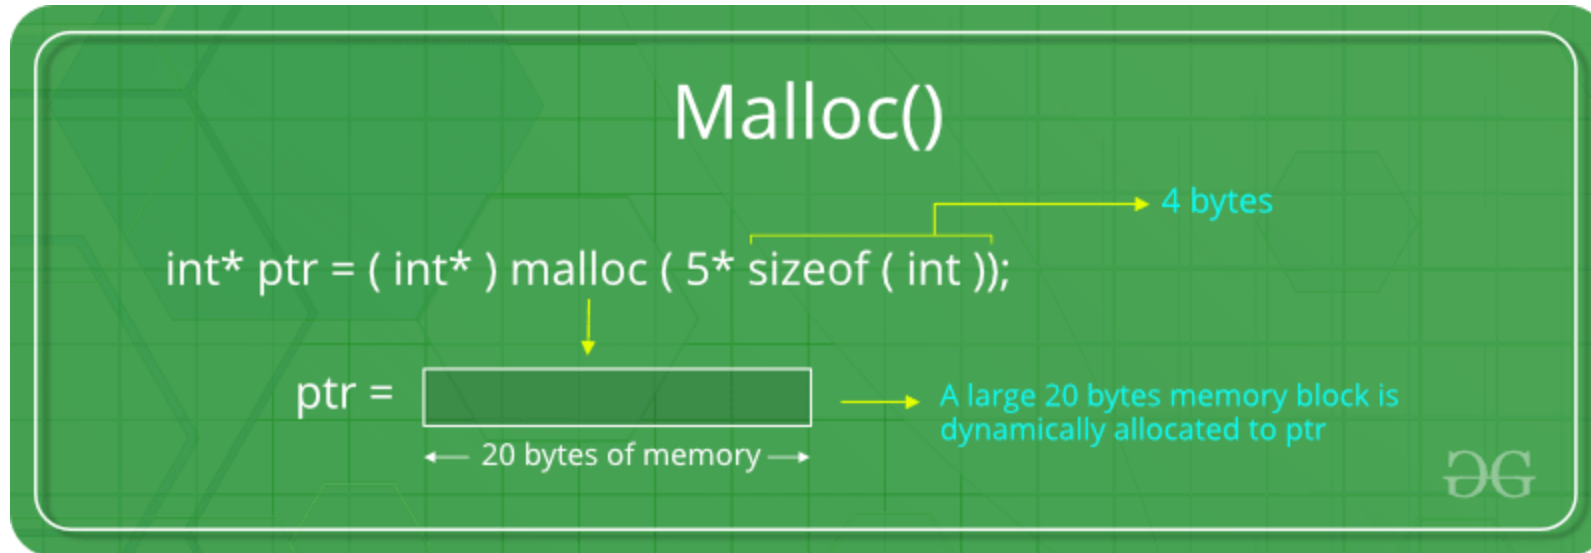 Malloc()
4 bytes
int* ptr = ( int* ) malloc ( 5* sizeof ( int ));
ptr =
A large 20 bytes memory block is
dynamically allocated to ptr
20 bytes of memory